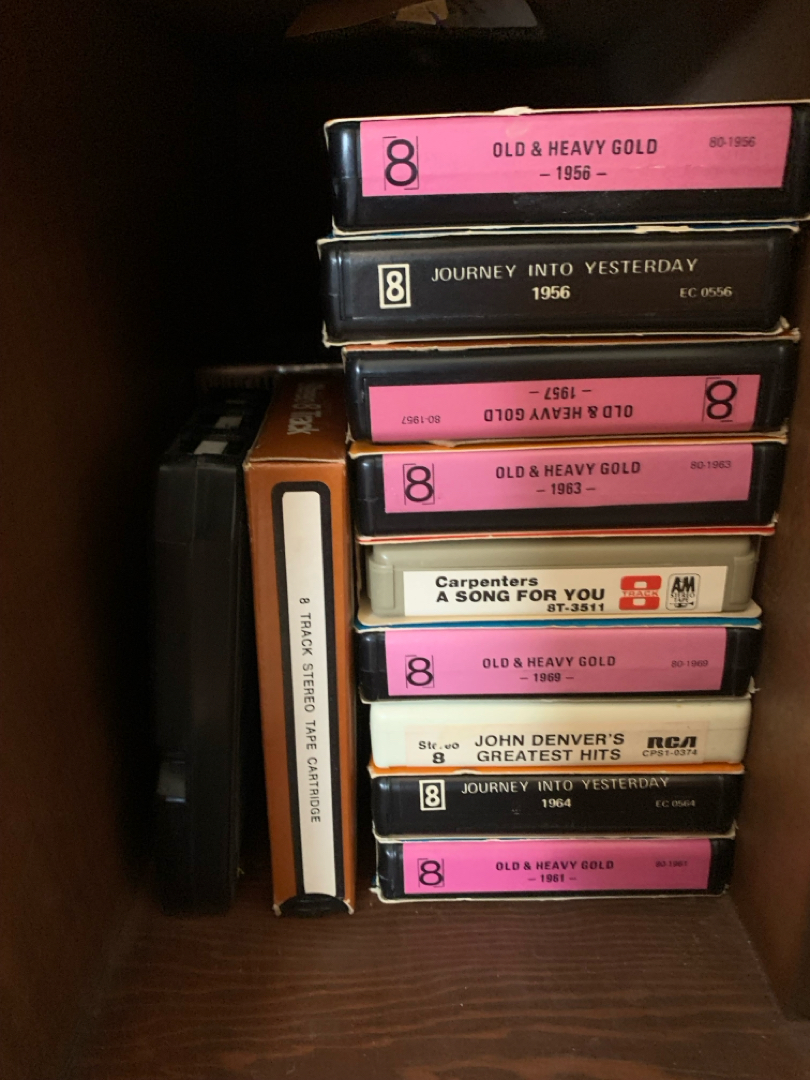 8 OLD & HEAVY GOLD 80-1956
– 1956 –
8 JOURNEY INTO YESTERDAY
1956 EC 0556
8 OLD & HEAVY GOLD 80-1957
– 1957 –
8 OLD & HEAVY GOLD 80-1963
– 1963 –
Carpenters
A SONG FOR YOU
8T-3511
8
TRACK
A&M
STEREO
TAPE
8 OLD & HEAVY GOLD 80-1969
– 1969 –
JOHN DENVER'S RCA
8 GREATEST HITS CPS1-0374
8 JOURNEY INTO YESTERDAY
1964 EC 0564
8 OLD & HEAVY GOLD 80-1961
– 1961 –
8 TRACK STEREO TAPE CARTRIDGE
Track